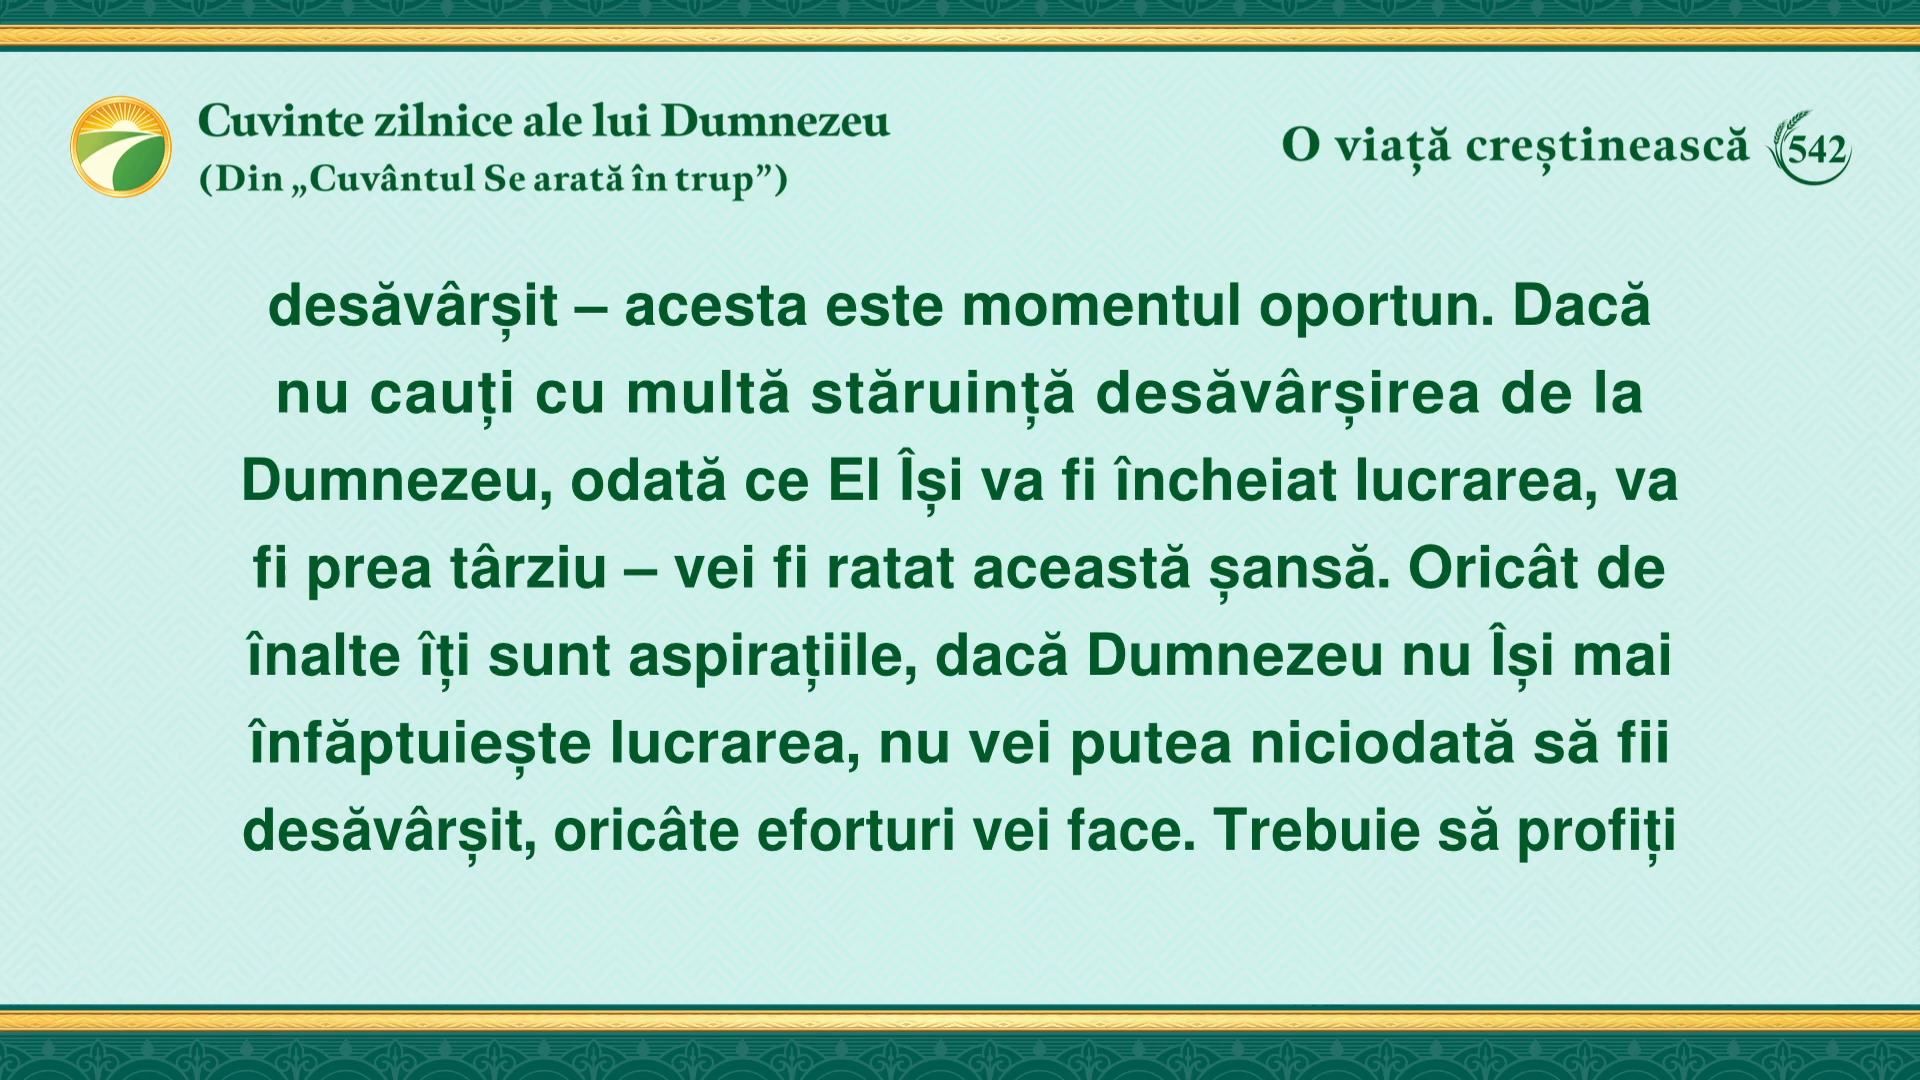 Cuvinte zilnice ale lui Dumnezeu
(Din „Cuvântul Se arată în trup”)
O viață creștinească 542
desăvârșit – acesta este momentul oportun. Dacă
nu cauți cu multă stăruință desăvârșirea de la
Dumnezeu, odată ce El Își va fi încheiat lucrarea, va
fi prea târziu – vei fi ratat această șansă. Oricât de
înalte îți sunt aspirațiile, dacă Dumnezeu nu Își mai
înfăptuiește lucrarea, nu vei putea niciodată să fii
desăvârșit, oricâte eforturi vei face. Trebuie să profiți